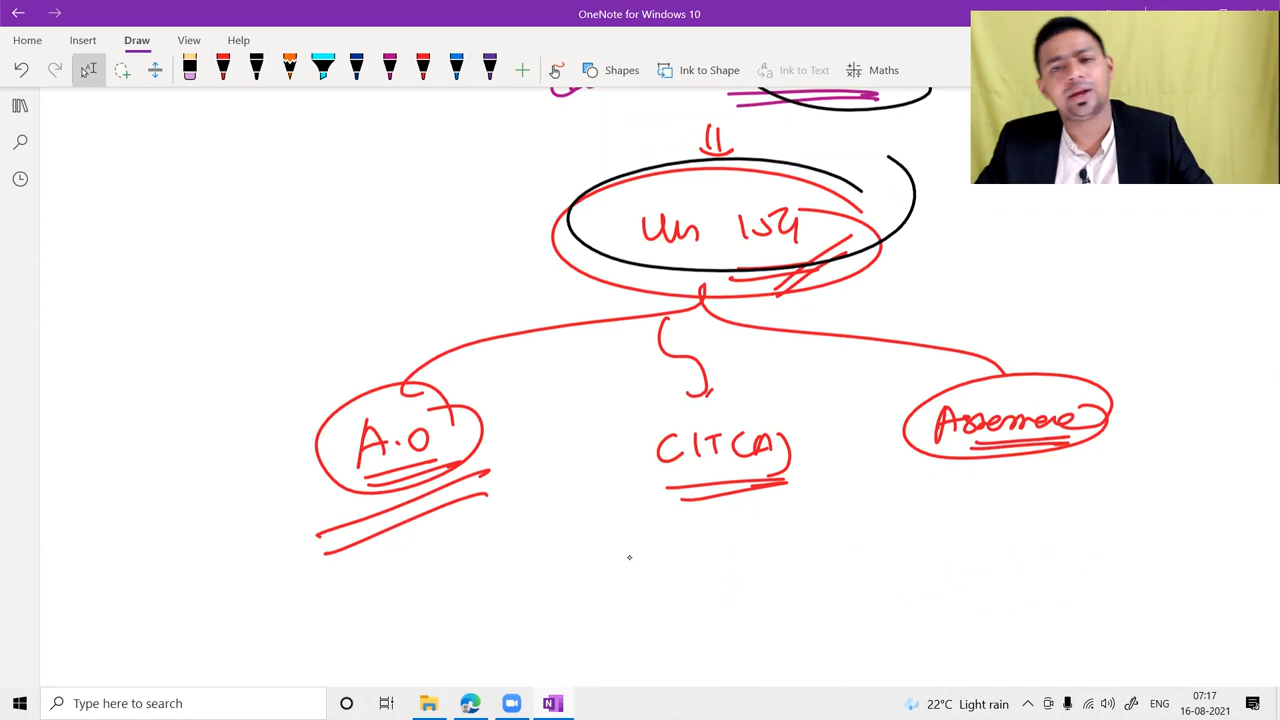 OneNote for Windows 10
Home Insert Draw View Help
Shapes Ink to Shape Ink to Text Maths
U/s 154
A.O
CIT(A)
Assessee
Type here to search
22°C Light rain ENG 07:17
16-08-2021